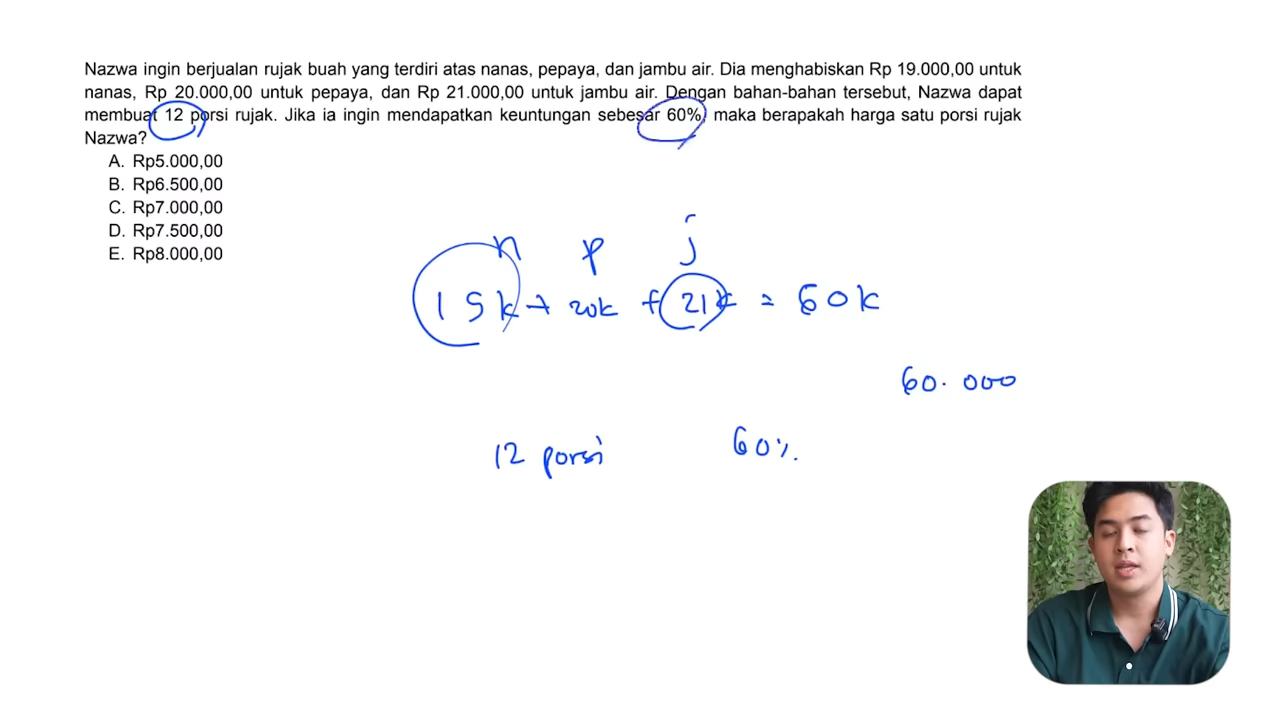 Nazwa ingin berjualan rujak buah yang terdiri atas nanas, pepaya, dan jambu air. Dia menghabiskan Rp 19.000,00 untuk
nanas, Rp 20.000,00 untuk pepaya, dan Rp 21.000,00 untuk jambu air. Dengan bahan-bahan tersebut, Nazwa dapat
membuat 12 porsi rujak. Jika ia ingin mendapatkan keuntungan sebesar 60%, maka berapakah harga satu porsi rujak
Nazwa?
A. Rp5.000,00
B. Rp6.500,00
C. Rp7.000,00
D. Rp7.500,00
E. Rp8.000,00
n p j
19k + 20k + 21k = 60k
60.000
12 porsi 60%.